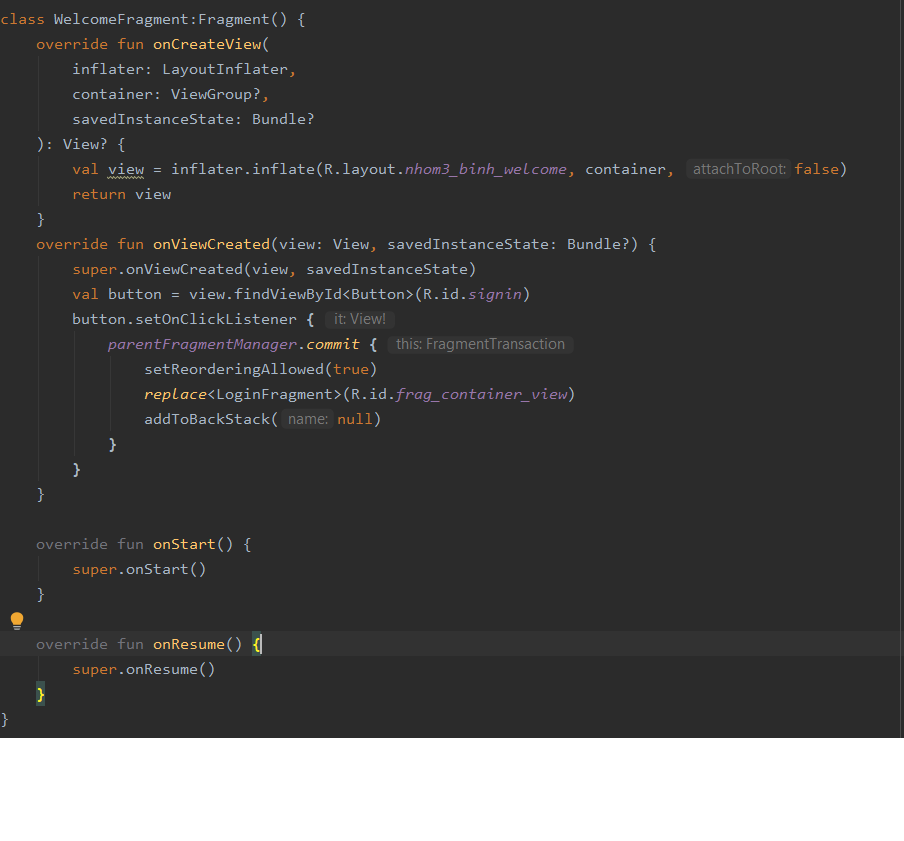 class WelcomeFragment:Fragment() {
    override fun onCreateView(
        inflater: LayoutInflater,
        container: ViewGroup?,
        savedInstanceState: Bundle?
    ): View? {
        val view = inflater.inflate(R.layout.nhom3_binh_welcome, container, attachToRoot: false)
        return view
    }
    override fun onViewCreated(view: View, savedInstanceState: Bundle?) {
        super.onViewCreated(view, savedInstanceState)
        val button = view.findViewById<Button>(R.id.signin)
        button.setOnClickListener { it: View!
            parentFragmentManager.commit { this: FragmentTransaction
                setReorderingAllowed(true)
                replace<LoginFragment>(R.id.frag_container_view)
                addToBackStack( name: null)
            }
        }
    }
    override fun onStart() {
        super.onStart()
    }
    override fun onResume() {
        super.onResume()
    }
}